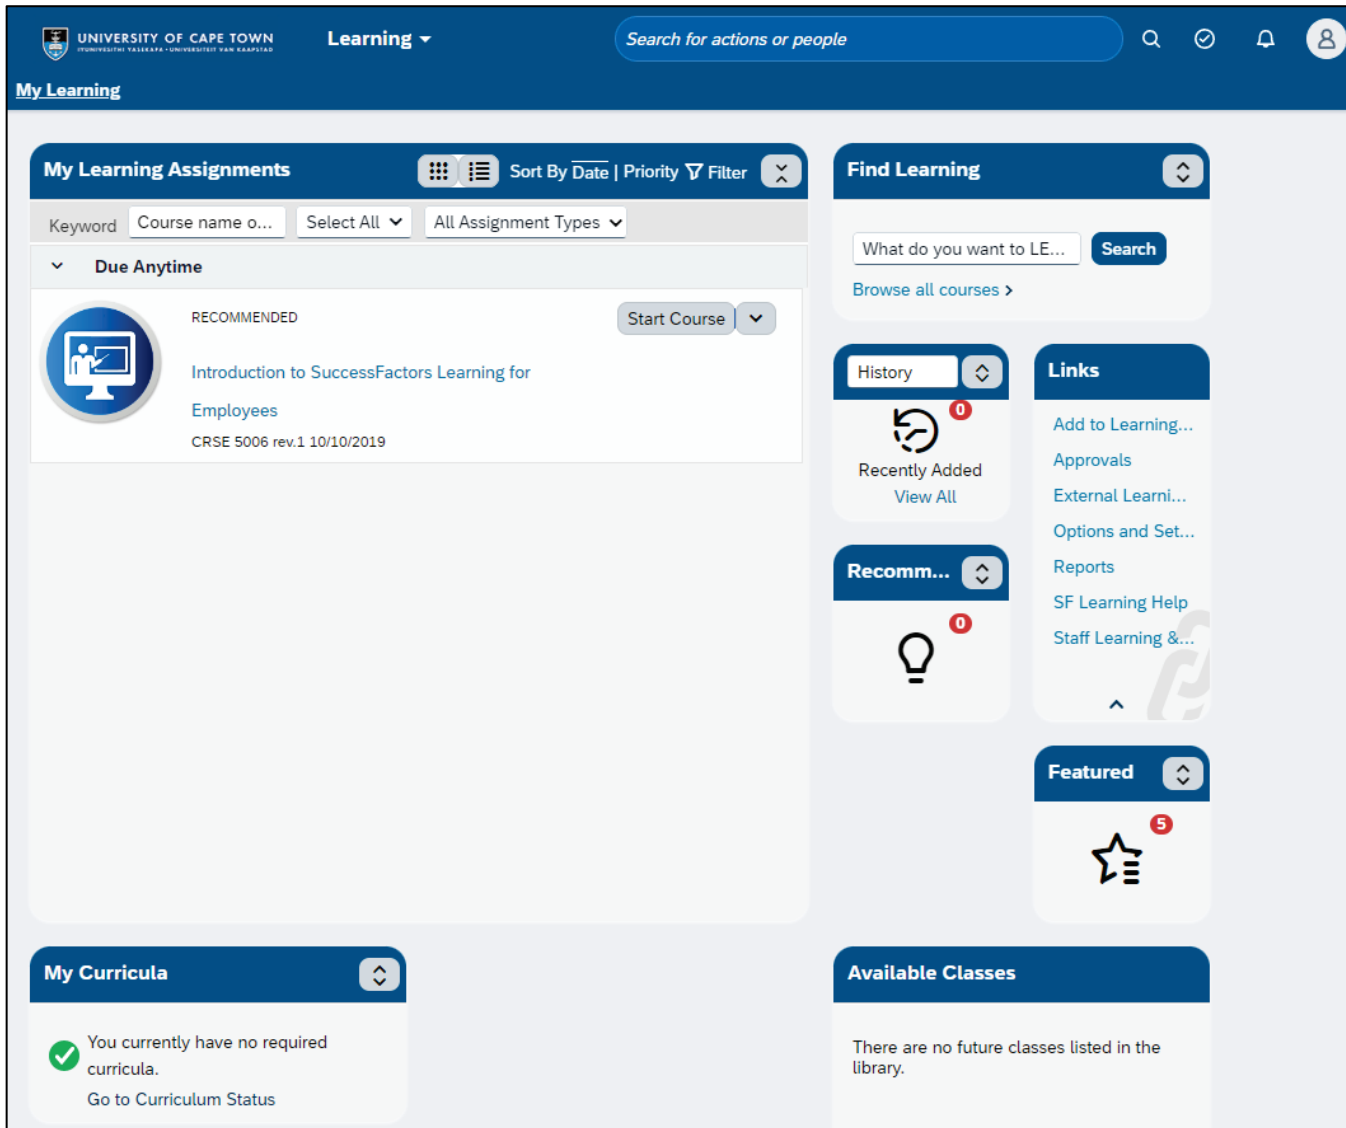 UNIVERSITY OF CAPE TOWN
IYUNIVESITHI YASEKAPA • UNIVERSITEIT VAN KAAPSTAD
Learning
Search for actions or people
My Learning
My Learning Assignments
Sort By Date | Priority Filter
Keyword Course name o... Select All All Assignment Types
Due Anytime
RECOMMENDED
Start Course
Introduction to SuccessFactors Learning for
Employees
CRSE 5006 rev.1 10/10/2019
Find Learning
What do you want to LE... Search
Browse all courses
History
0
Recently Added
View All
Links
Add to Learning...
Approvals
External Learni...
Options and Set...
Reports
SF Learning Help
Staff Learning &...
Recomm...
0
Featured
5
My Curricula
You currently have no required
curricula.
Go to Curriculum Status
Available Classes
There are no future classes listed in the
library.